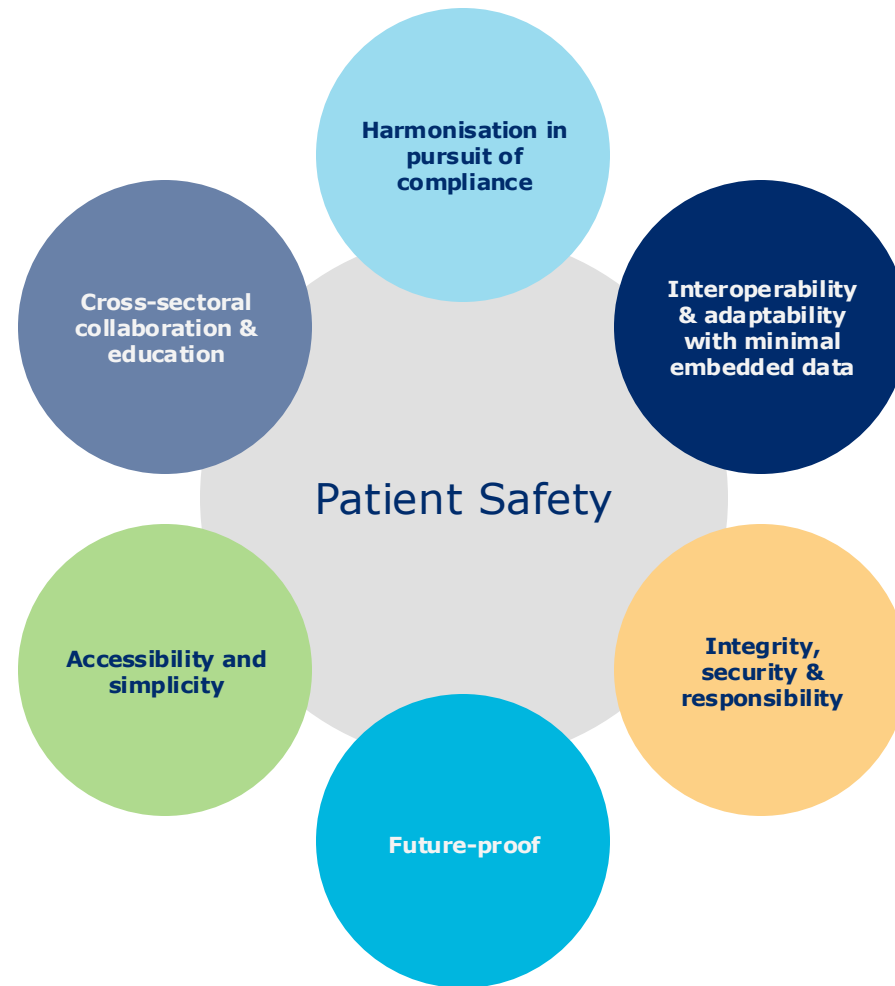 Harmonisation in
pursuit of
compliance
Interoperability
& adaptability
with minimal
embedded data
Cross-sectoral
collaboration &
education
Patient Safety
Integrity,
security &
responsibility
Accessibility and
simplicity
Future-proof